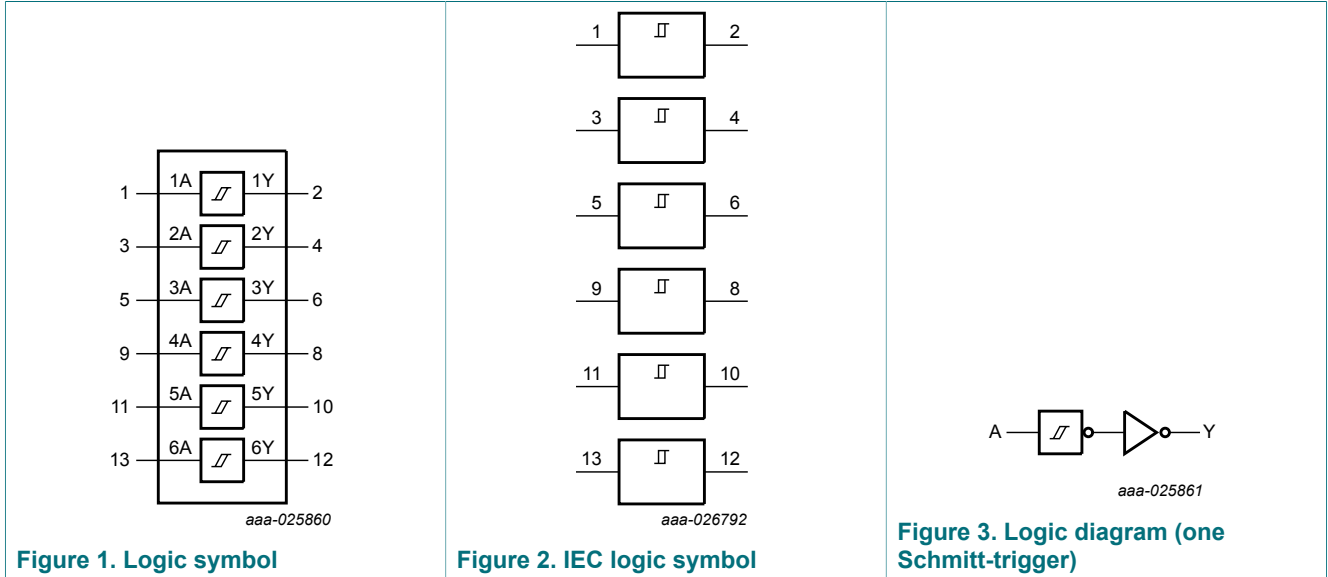 1 1A 1Y 2
3 2A 2Y 4
5 3A 3Y 6
9 4A 4Y 8
11 5A 5Y 10
13 6A 6Y 12
aaa-025860
Figure 1. Logic symbol
1 2
3 4
5 6
9 8
11 10
13 12
aaa-026792
Figure 2. IEC logic symbol
A Y
aaa-025861
Figure 3. Logic diagram (one
Schmitt-trigger)